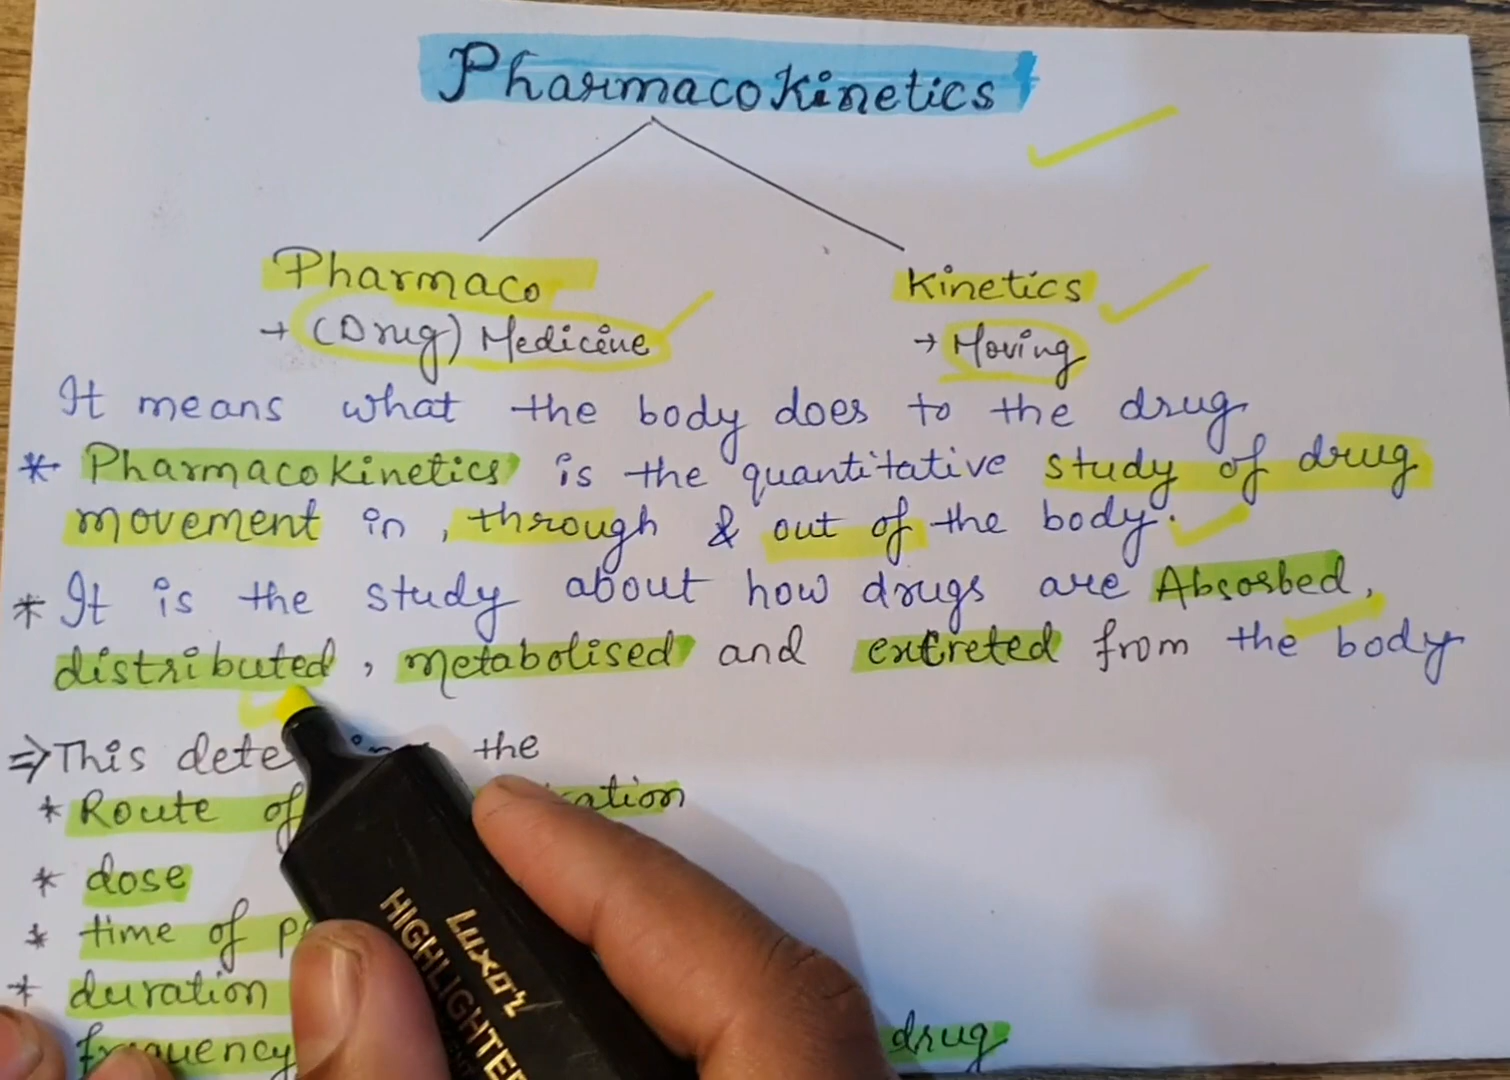 Pharmacokinetics
Pharmaco
Kinetics
→ (Drug) Medicine
→ Moving
It means what the body does to the drug
* Pharmacokinetics is the quantitative study of drug
movement in, through & out of the body.
* It is the study about how drugs are Absorbed,
distributed, metabolised and excreted from the body
⇒ This the
* Route of
* dose
* time of
* duration
frequency drug
Luxor
HIGHLIGHTER